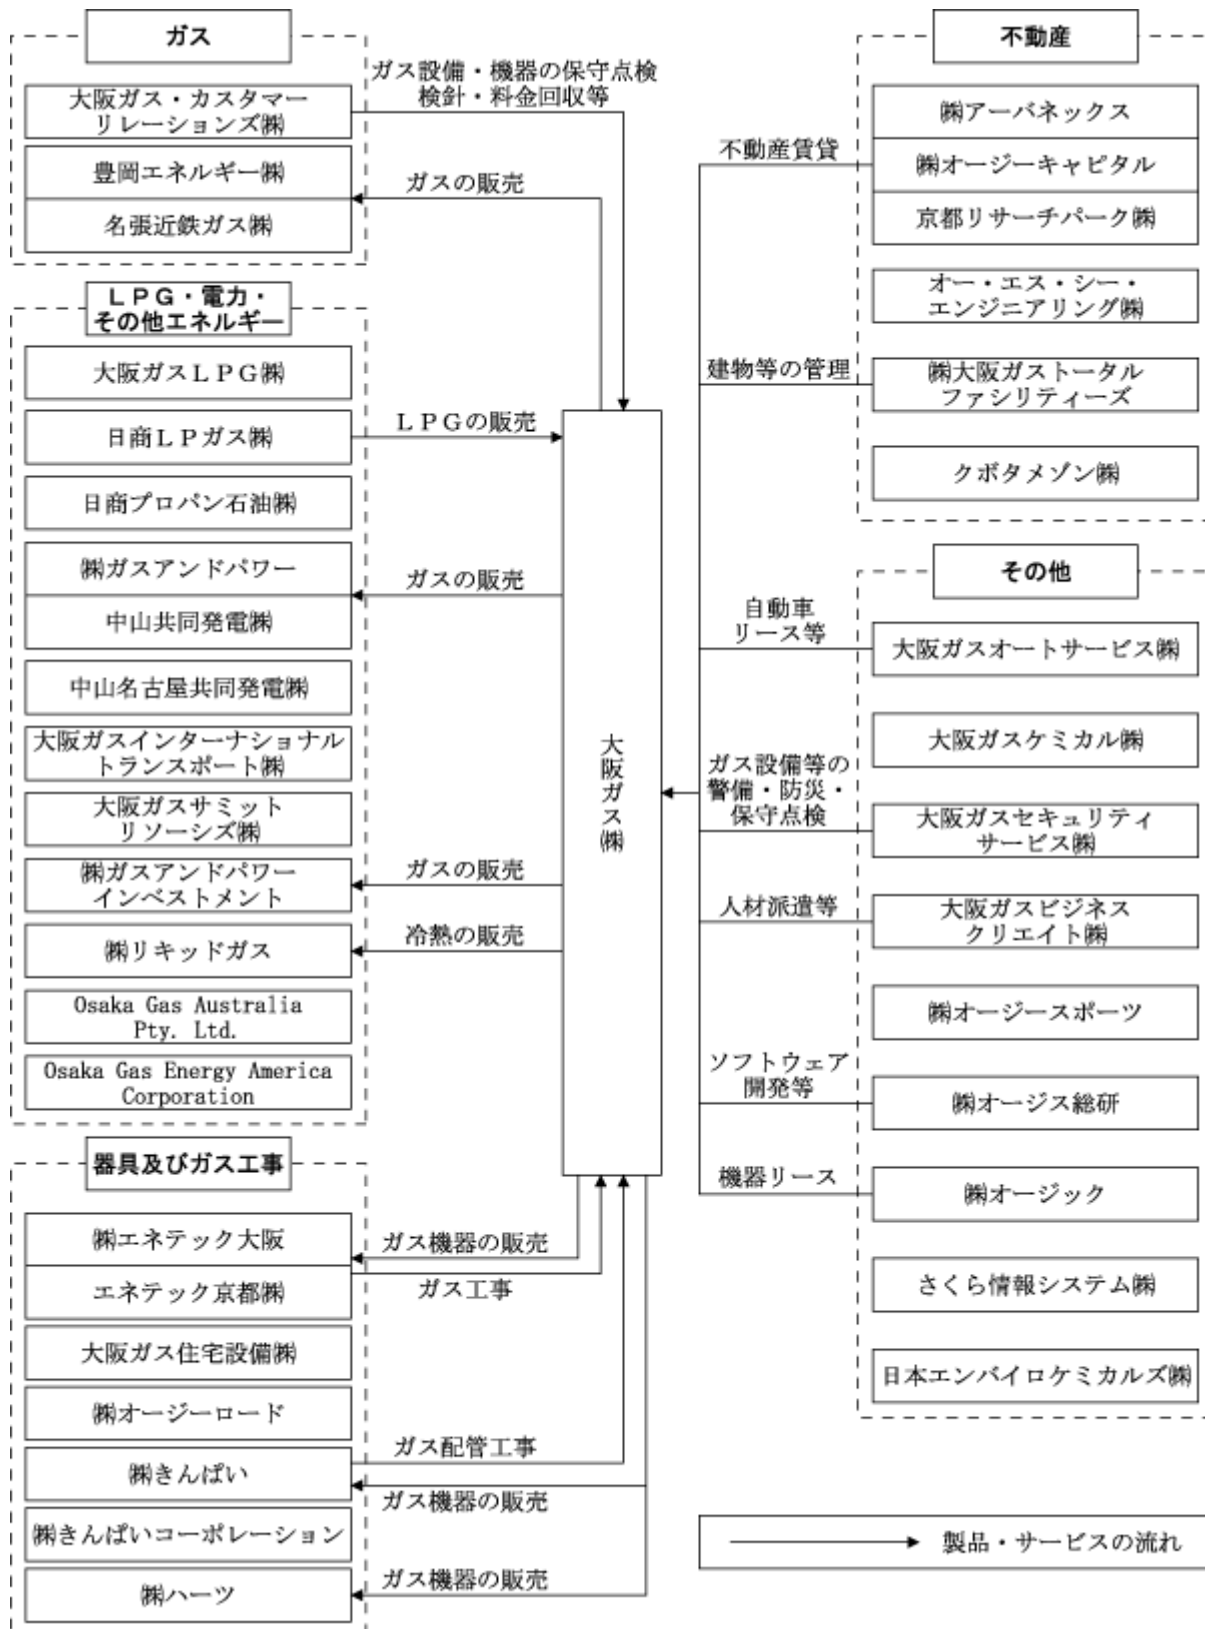 ガス
ガス設備・機器の保守点検
検針・料金回収等
大阪ガス・カスタマー
リレーションズ㈱
豊岡エネルギー㈱
名張近鉄ガス㈱
ガスの販売
ＬＰＧ・電力・
その他エネルギー
大阪ガスＬＰＧ㈱
日商ＬＰガス㈱
ＬＰＧの販売
日商プロパン石油㈱
㈱ガスアンドパワー
中山共同発電㈱
ガスの販売
中山名古屋共同発電㈱
大阪ガスインターナショナル
トランスポート㈱
大阪ガスサミット
リソーシズ㈱
㈱ガスアンドパワー
インベストメント
ガスの販売
㈱リキッドガス
冷熱の販売
Osaka Gas Australia
Pty. Ltd.
Osaka Gas Energy America
Corporation
器具及びガス工事
㈱エネテック大阪
エネテック京都㈱
ガス機器の販売
ガス工事
大阪ガス住宅設備㈱
㈱オージーロード
㈱きんぱい
ガス配管工事
ガス機器の販売
㈱きんぱいコーポレーション
㈱ハーツ
ガス機器の販売
大阪ガス㈱
不動産
不動産賃貸
㈱アーバネックス
㈱オージーキャピタル
京都リサーチパーク㈱
オー・エス・シー・
エンジニアリング㈱
建物等の管理
㈱大阪ガストータル
ファシリティーズ
クボタメゾン㈱
その他
自動車
リース等
大阪ガスオートサービス㈱
大阪ガスケミカル㈱
ガス設備等の
警備・防災・
保守点検
大阪ガスセキュリティ
サービス㈱
人材派遣等
大阪ガスビジネス
クリエイト㈱
㈱オージースポーツ
ソフトウェア
開発等
㈱オージス総研
機器リース
㈱オージック
さくら情報システム㈱
日本エンバイロケミカルズ㈱
製品・サービスの流れ